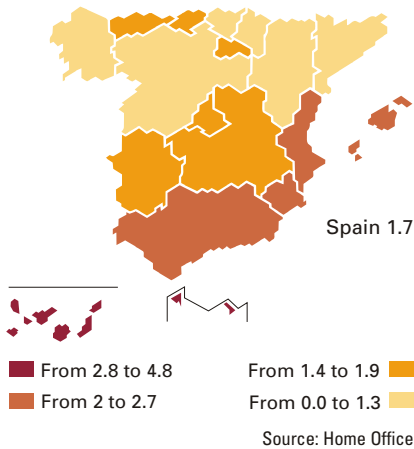 Spain 1.7
From 2.8 to 4.8
From 1.4 to 1.9
From 2 to 2.7
From 0.0 to 1.3
Source: Home Office